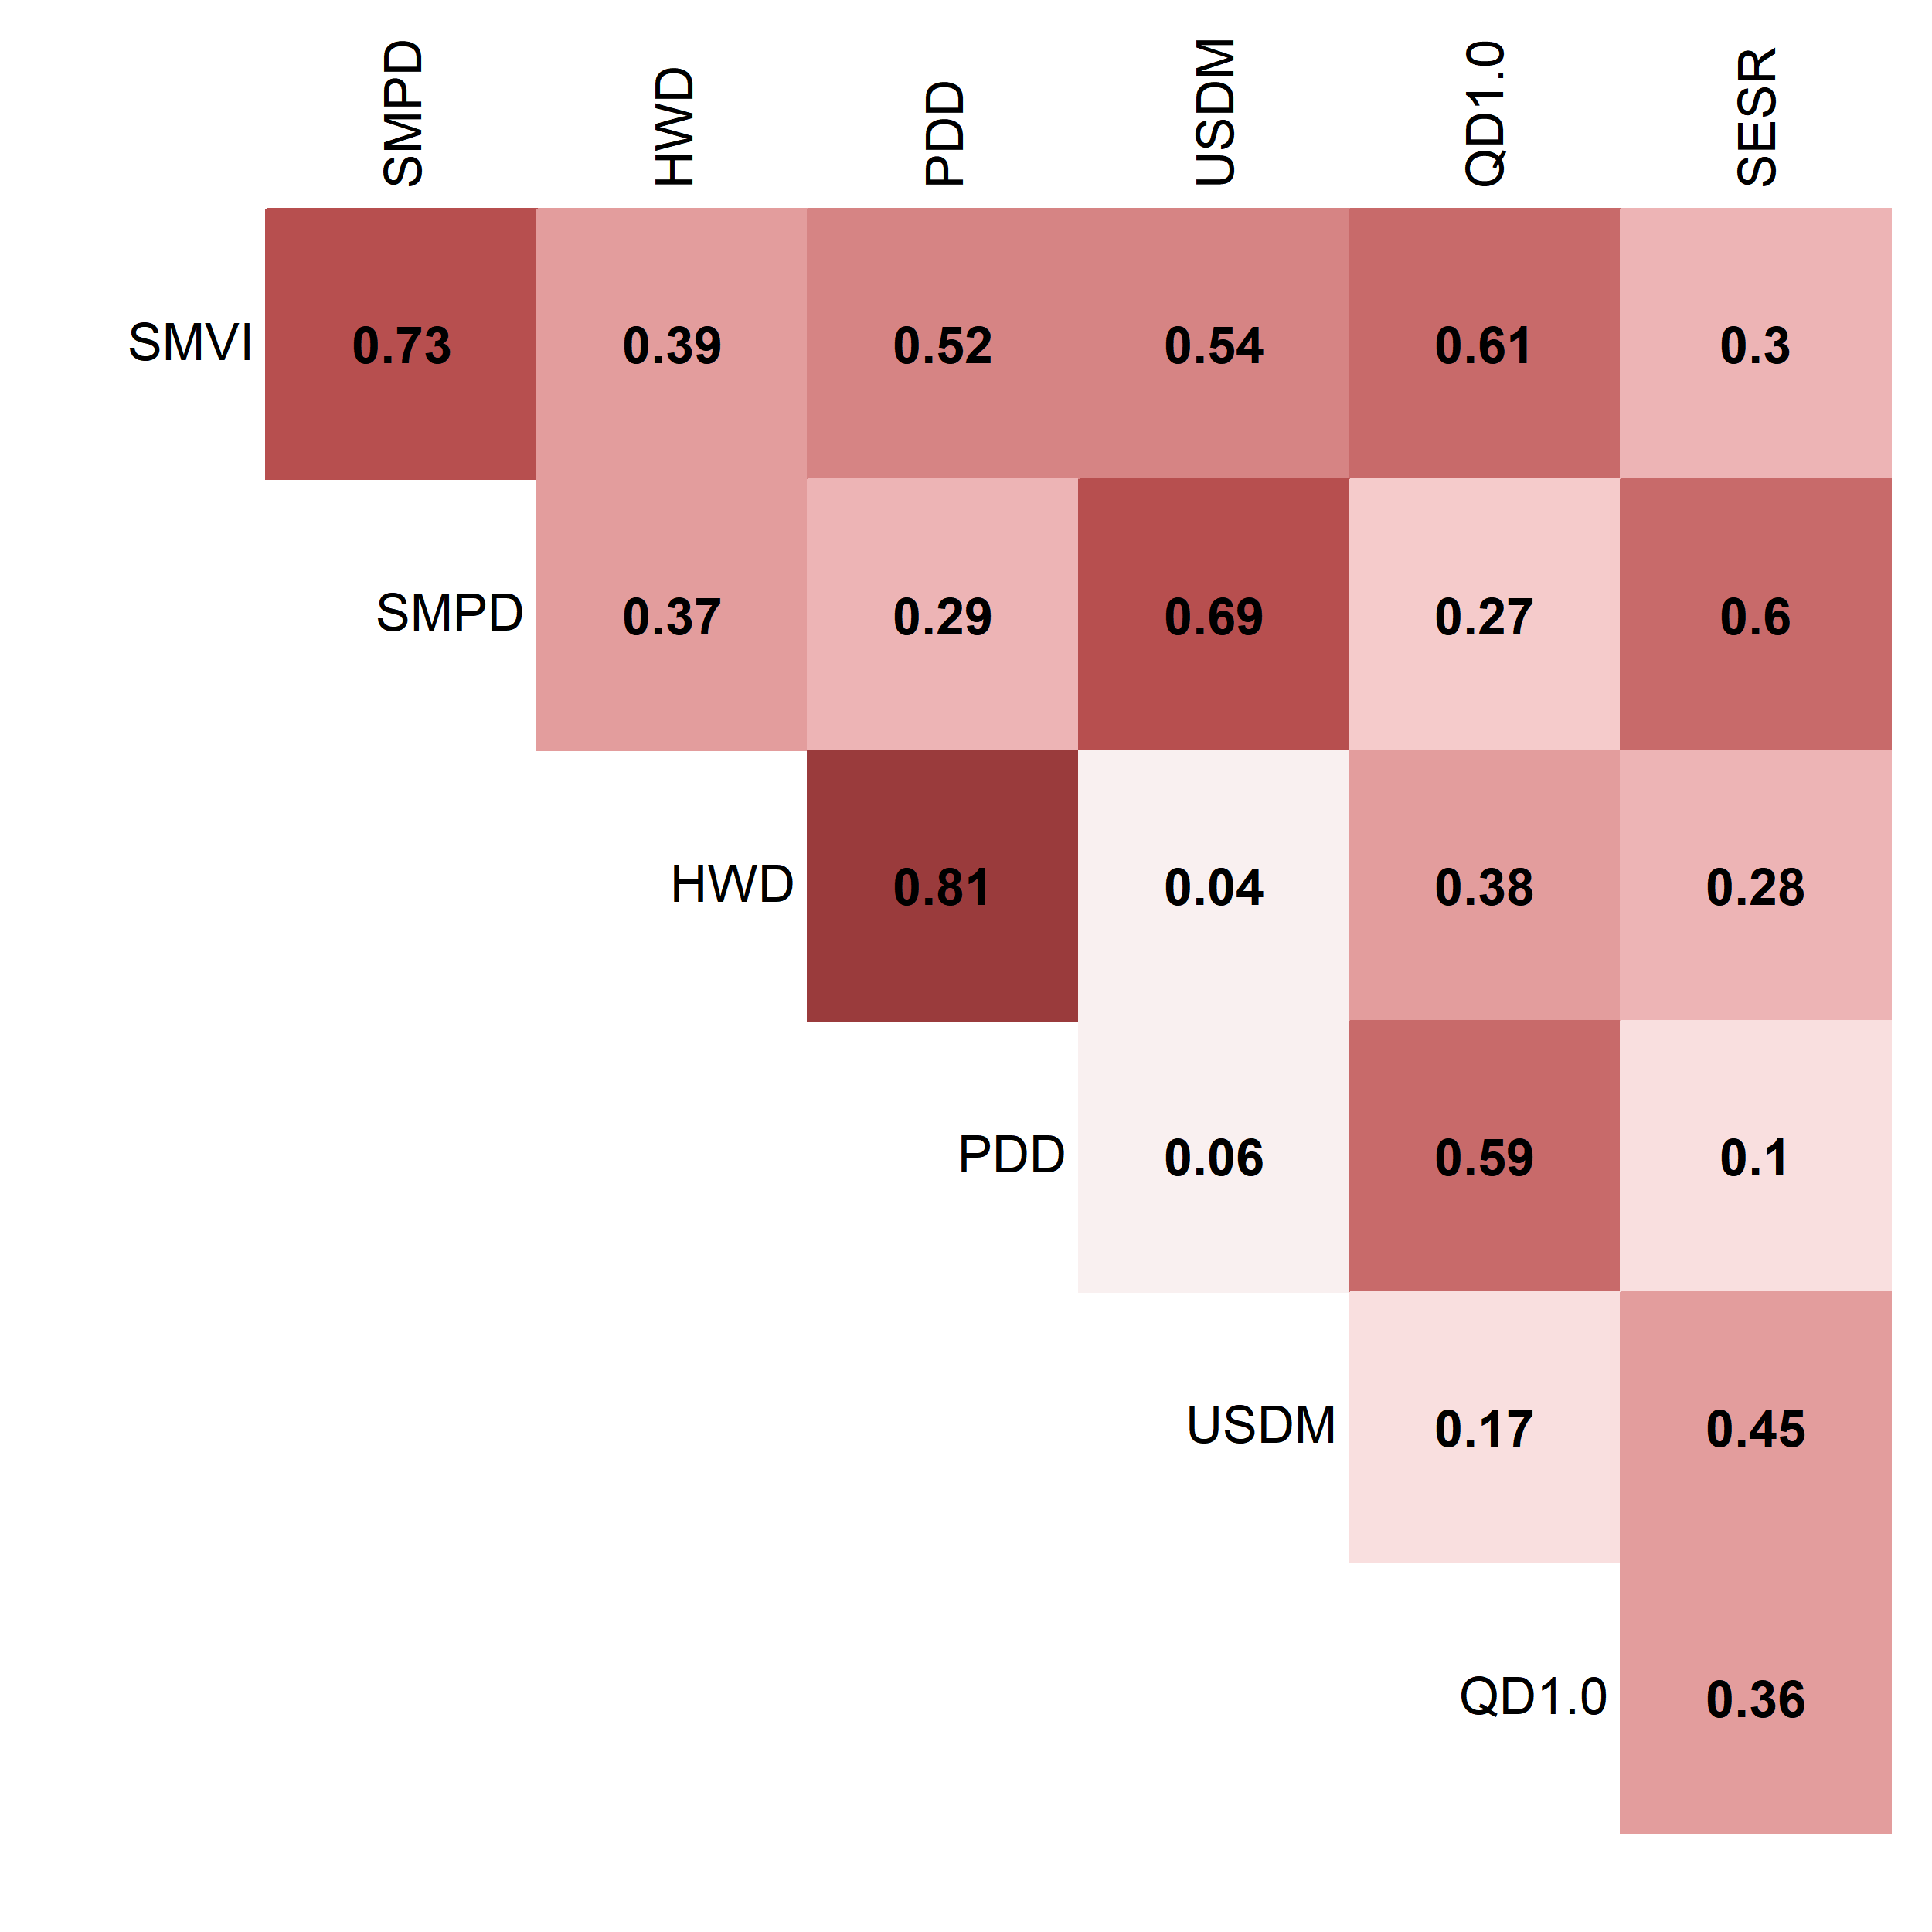 SMPD HWD PDD USDM QD1.0 SESR
SMVI 0.73 0.39 0.52 0.54 0.61 0.3
SMPD 0.37 0.29 0.69 0.27 0.6
HWD 0.81 0.04 0.38 0.28
PDD 0.06 0.59 0.1
USDM 0.17 0.45
QD1.0 0.36